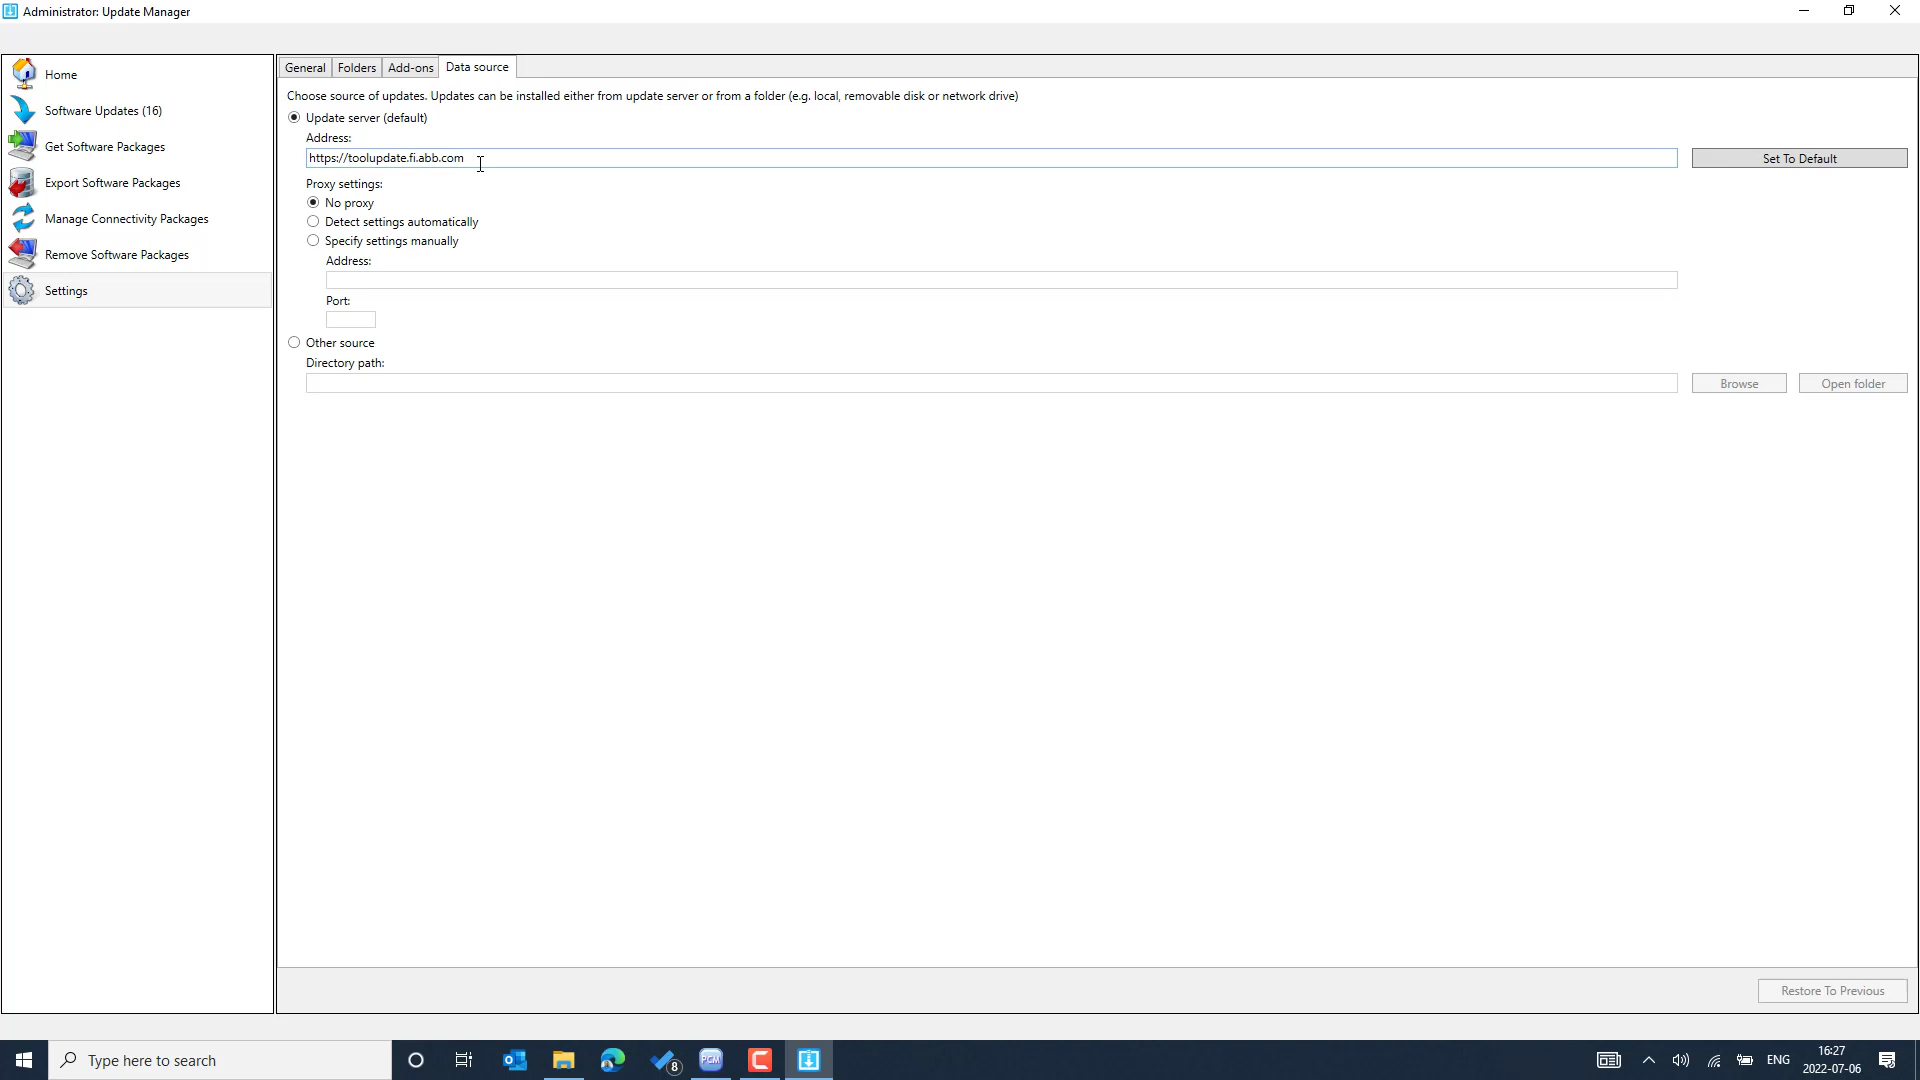 Administrator: Update Manager
Home
Software Updates (16)
Get Software Packages
Export Software Packages
Manage Connectivity Packages
Remove Software Packages
Settings
General Folders Add-ons Data source
Choose source of updates. Updates can be installed either from update server or from a folder (e.g. local, removable disk or network drive)
Update server (default)
Address:
https://toolupdate.fi.abb.com
Set To Default
Proxy settings:
No proxy
Detect settings automatically
Specify settings manually
Address:
Port:
Other source
Directory path:
Browse Open folder
Restore To Previous
Type here to search
8
PCM
ENG
16:27
2022-07-06